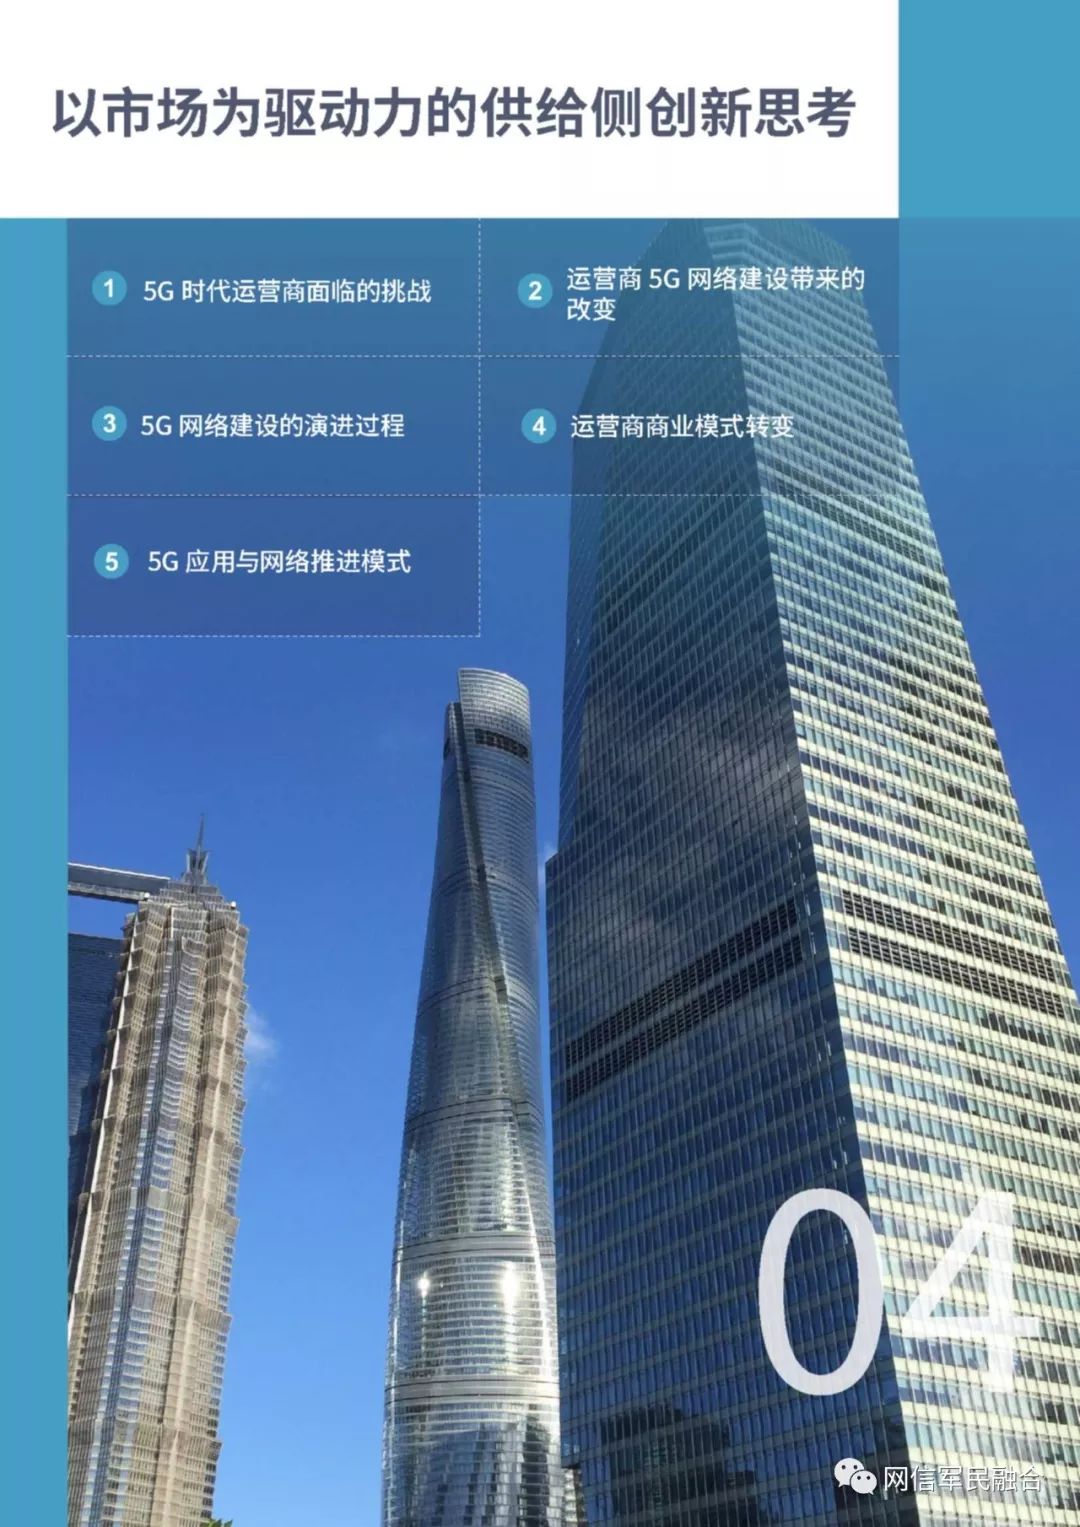 以市场为驱动力的供给侧创新思考
1 5G 时代运营商面临的挑战
2 运营商 5G 网络建设带来的
改变
3 5G 网络建设的演进过程
4 运营商商业模式转变
5 5G 应用与网络推进模式
04
网信军民融合